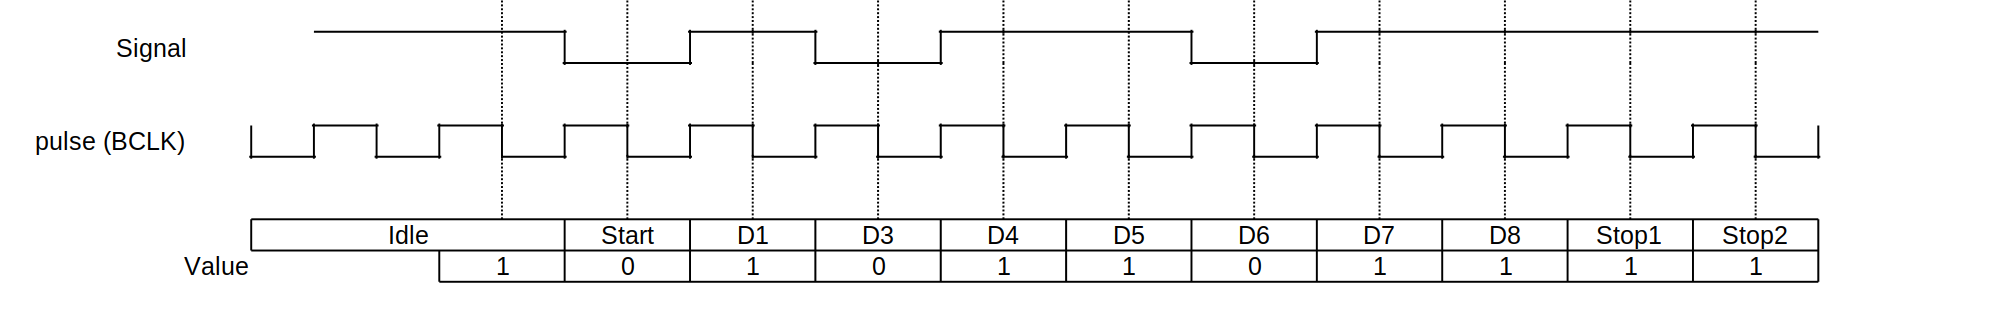 Signal
pulse (BCLK)
Idle Start D1 D3 D4 D5 D6 D7 D8 Stop1 Stop2
Value 1 0 1 0 1 1 0 1 1 1 1